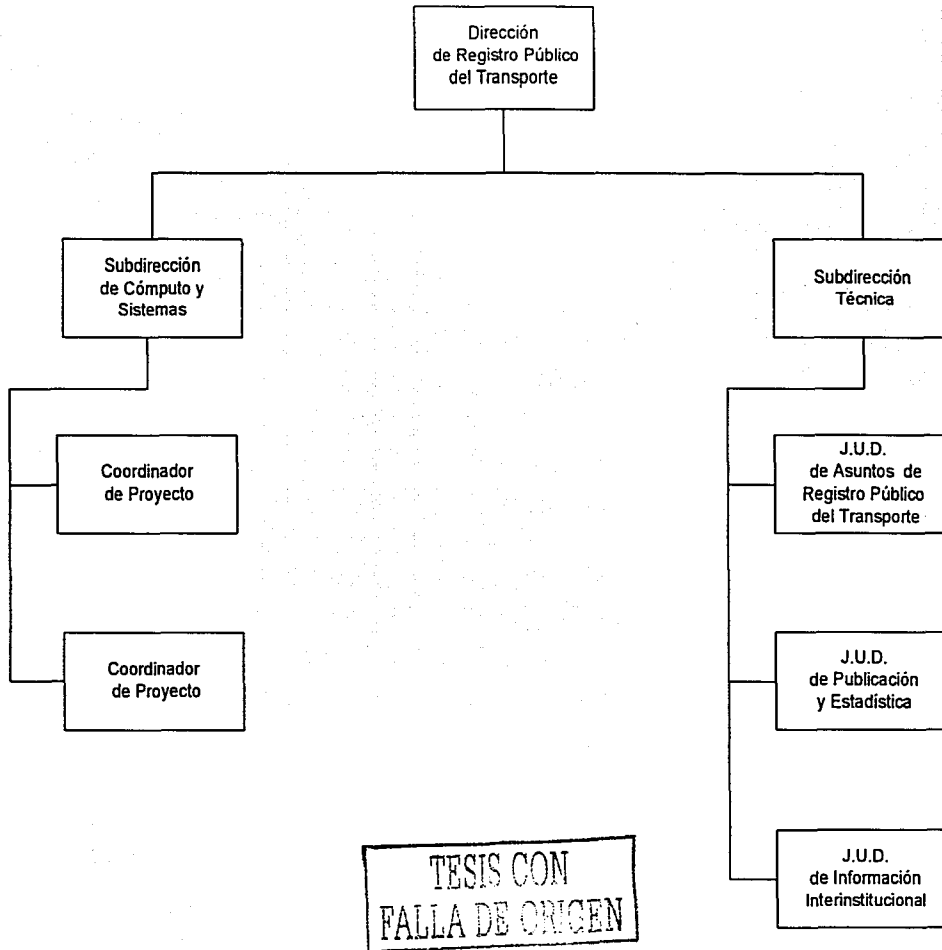 Dirección
de Registro Público
del Transporte
Subdirección
de Cómputo y
Sistemas
Subdirección
Técnica
Coordinador
de Proyecto
J.U.D.
de Asuntos de
Registro Público
del Transporte
Coordinador
de Proyecto
J.U.D.
de Publicación
y Estadística
J.U.D.
de Información
Interinstitucional
TESIS CON
FALLA DE ORIGEN